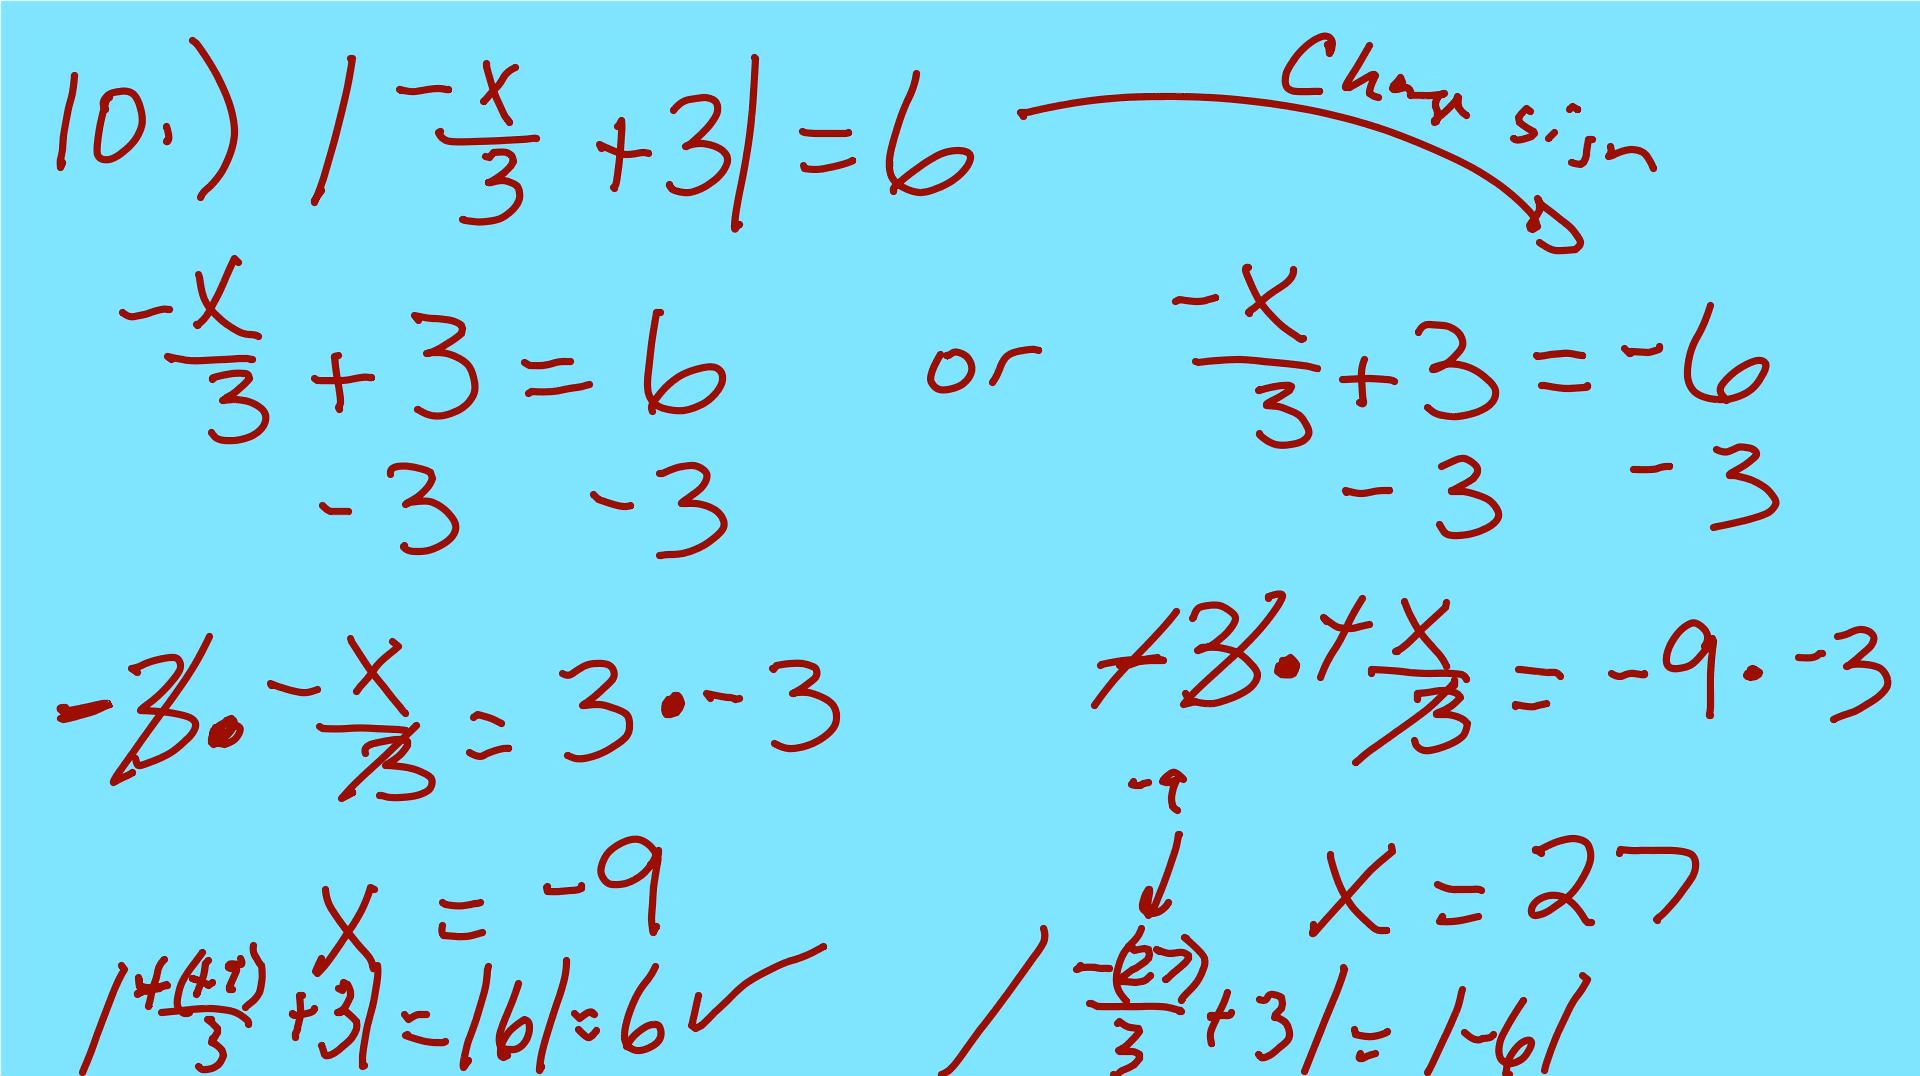 10.) |-x/3 + 3| = 6 Change sign
-x/3 + 3 = 6 or -x/3 + 3 = -6
-3 -3 -3 -3
-3 · -x/3 = 3 · -3 -3 · -x/3 = -9 · -3
-9
x = -9 x = 27
|+(+9)/3 + 3| = |6| = 6 ✓ |-(27)/3 + 3| = |-6|